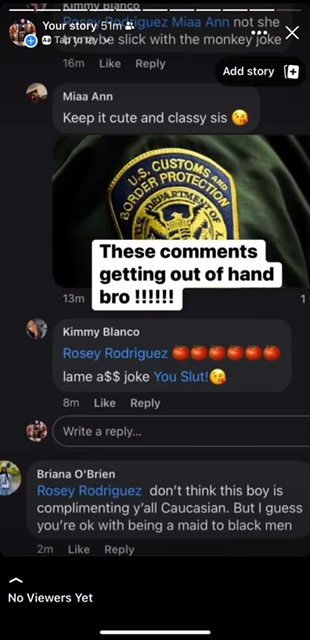 Kimmy Blanco
Your story 51m
Rosey Rodriguez Miaa Ann not she
be slick with the monkey joke
16m Like Reply
Add story
Miaa Ann
Keep it cute and classy sis 😘
U.S. CUSTOMS AND
BORDER PROTECTION
DEPARTMENT OF
These comments
getting out of hand
bro !!!!!!
13m
1
Kimmy Blanco
Rosey Rodriguez 🍅🍅🍅🍅🍅🍅
lame a$$ joke You Slut!😘
8m Like Reply
Write a reply...
Briana O'Brien
Rosey Rodriguez don't think this boy is
complimenting y'all Caucasian. But I guess
you're ok with being a maid to black men
2m Like Reply
No Viewers Yet